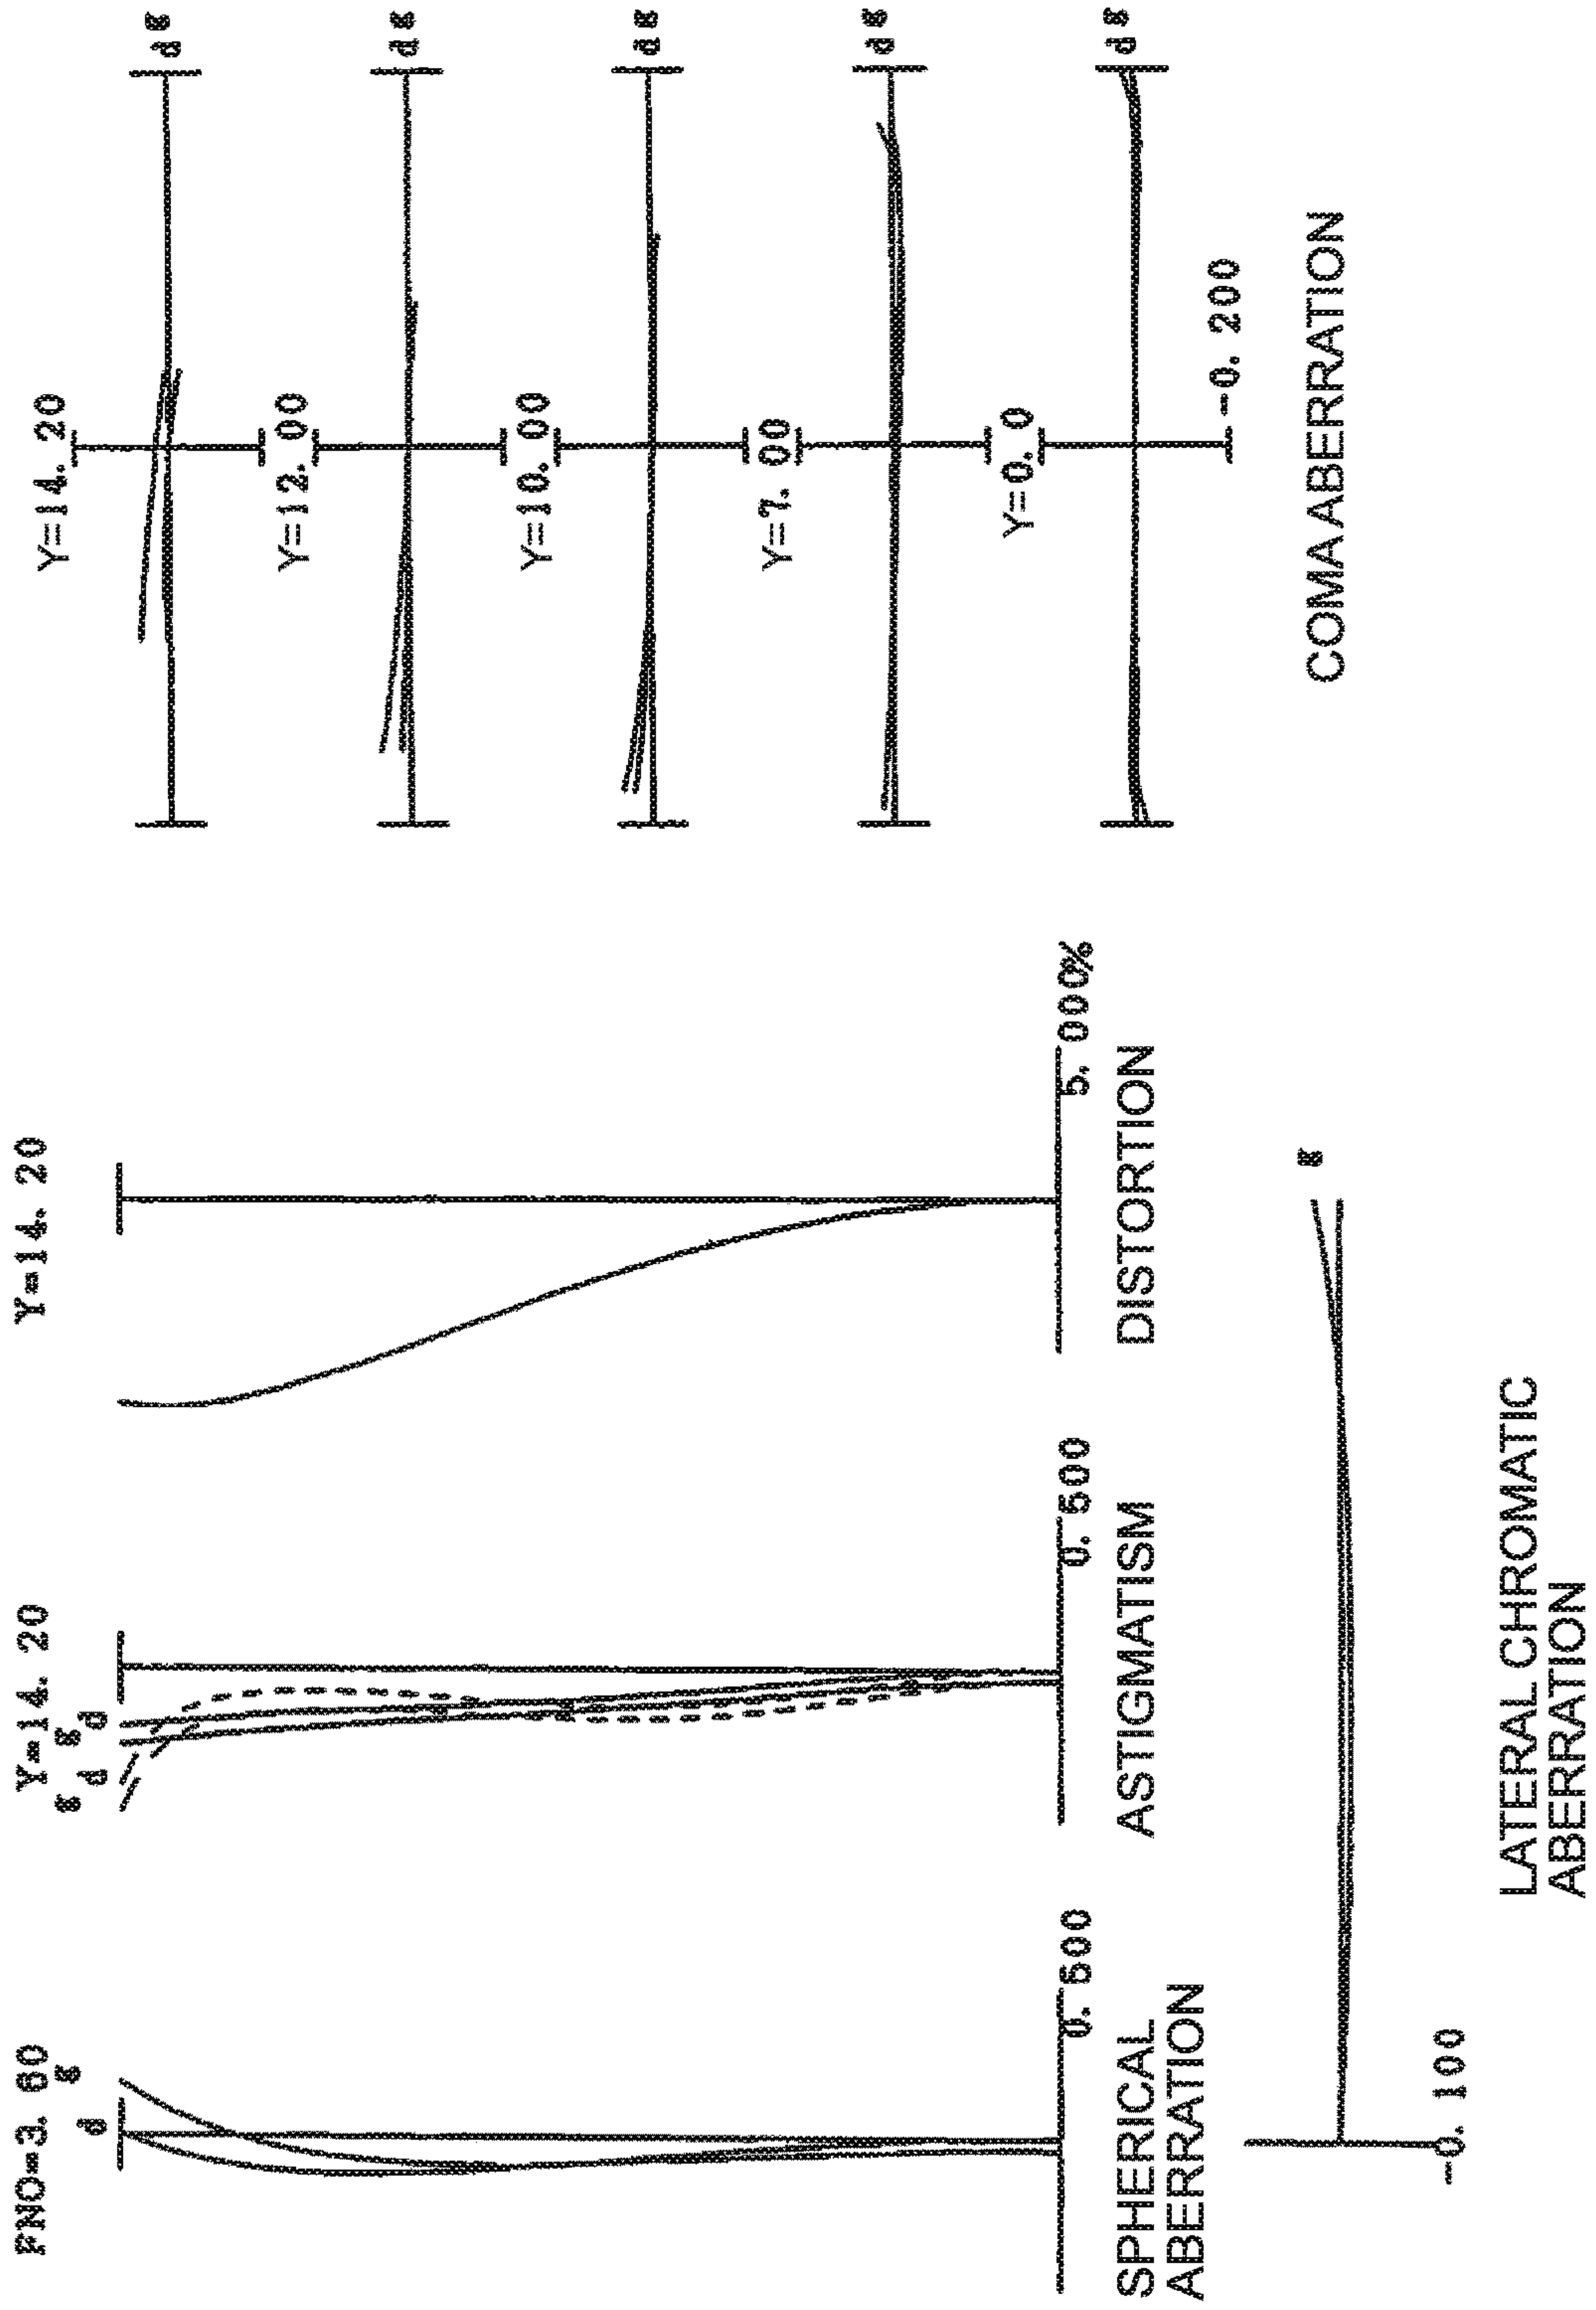 FNO=3. 60
g
d
0. 500
SPHERICAL
ABERRATION
Y=14. 20
g g
d d
0. 500
ASTIGMATISM
Y=14. 20
5. 000%
DISTORTION
g
-0. 100
LATERAL CHROMATIC
ABERRATION
Y=14. 20
g
d
Y=12. 00
g
d
Y=10. 00
g
d
Y=7. 00
g
d
Y=0. 0
g
d
-0. 200
COMA ABERRATION